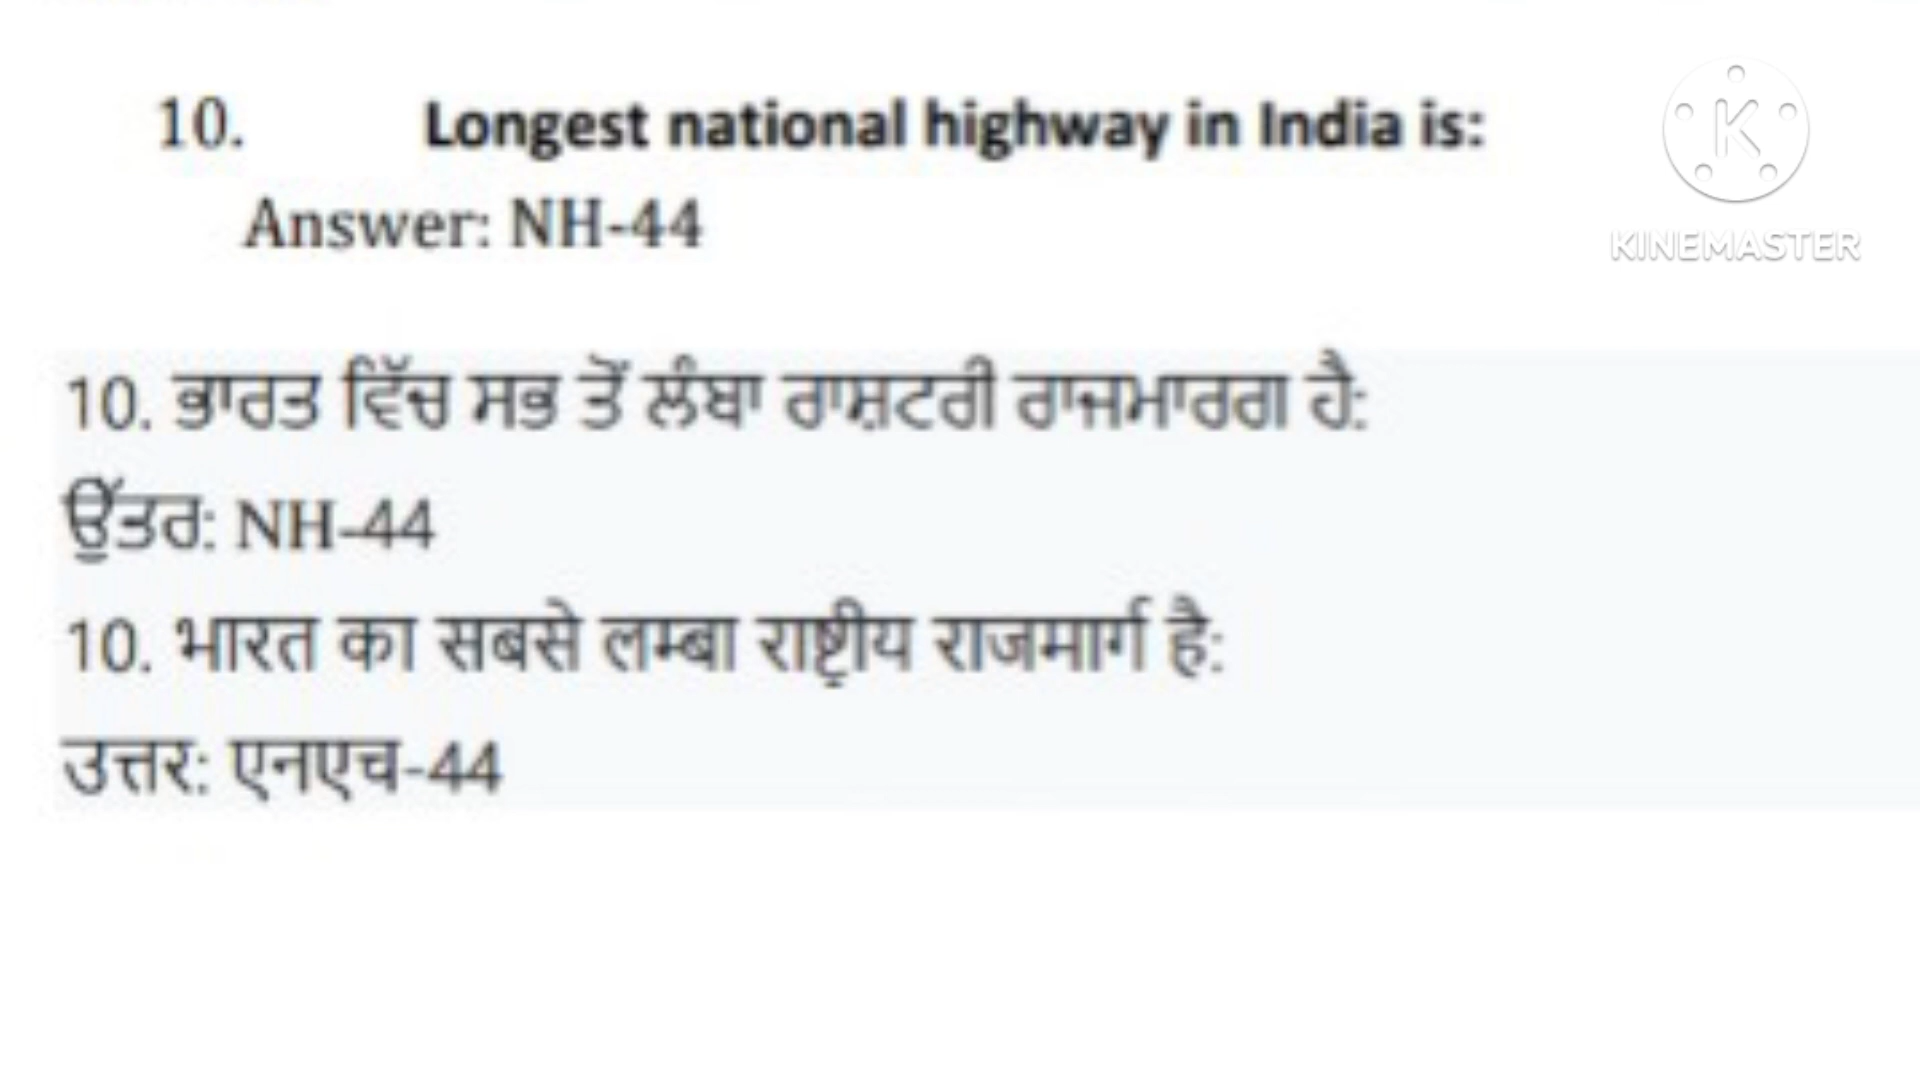 10. Longest national highway in India is:
Answer: NH-44
K
KINEMASTER
10. ਭਾਰਤ ਵਿੱਚ ਸਭ ਤੋਂ ਲੰਬਾ ਰਾਸ਼ਟਰੀ ਰਾਜਮਾਰਗ ਹੈ:
ਉੱਤਰ: NH-44
10. भारत का सबसे लम्बा राष्ट्रीय राजमार्ग है:
उत्तर: एनएच-44